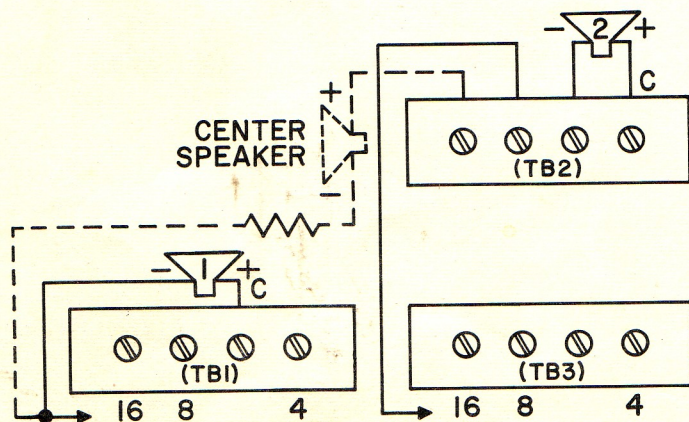 - 2 +
C
+
CENTER
SPEAKER
-
(TB2)
- 1 +
C
(TB1)
(TB3)
16 8 4
16 8 4